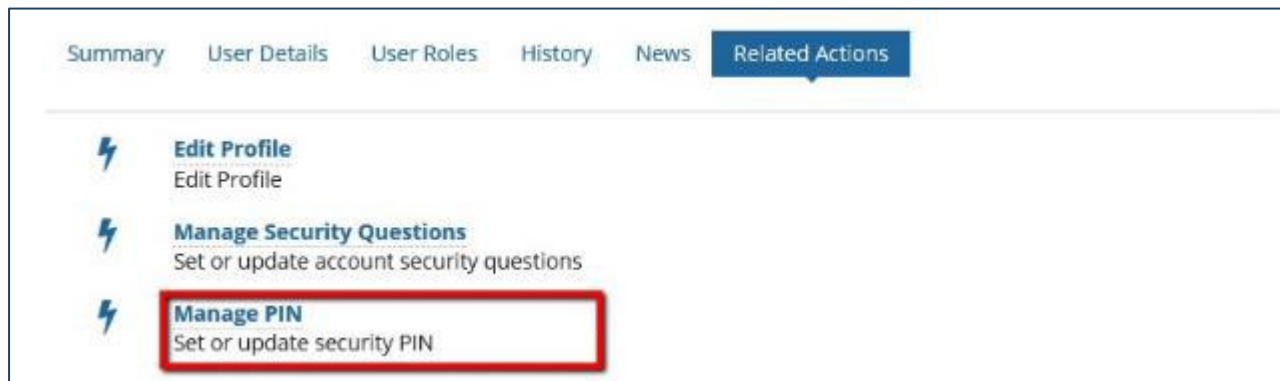 Summary User Details User Roles History News Related Actions
Edit Profile
Edit Profile
Manage Security Questions
Set or update account security questions
Manage PIN
Set or update security PIN